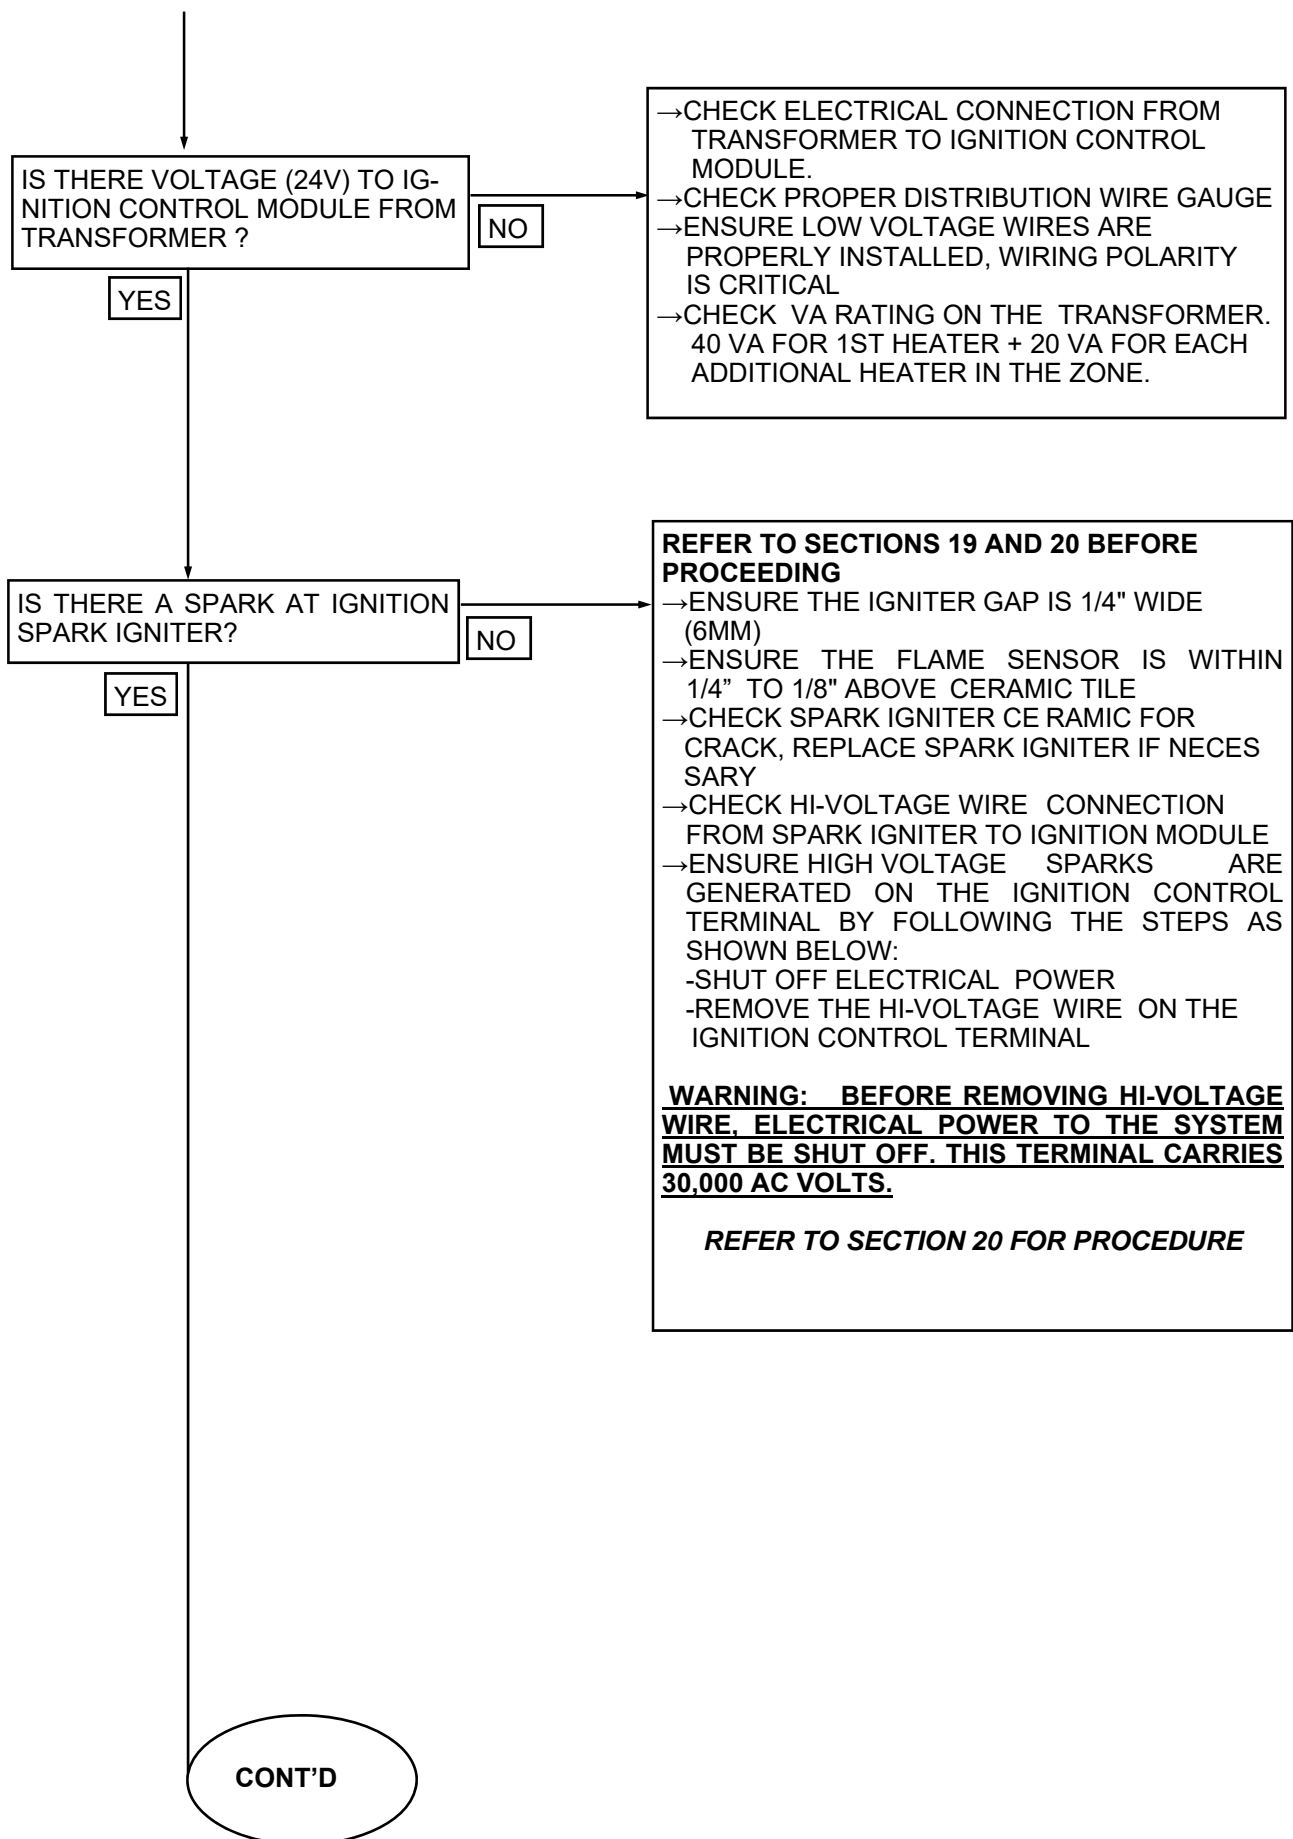 IS THERE VOLTAGE (24V) TO IG-
NITION CONTROL MODULE FROM
TRANSFORMER ?
NO
YES
→CHECK ELECTRICAL CONNECTION FROM
TRANSFORMER TO IGNITION CONTROL
MODULE.
→CHECK PROPER DISTRIBUTION WIRE GAUGE
→ENSURE LOW VOLTAGE WIRES ARE
PROPERLY INSTALLED, WIRING POLARITY
IS CRITICAL
→CHECK VA RATING ON THE TRANSFORMER.
40 VA FOR 1ST HEATER + 20 VA FOR EACH
ADDITIONAL HEATER IN THE ZONE.
IS THERE A SPARK AT IGNITION
SPARK IGNITER?
NO
YES
REFER TO SECTIONS 19 AND 20 BEFORE
PROCEEDING
→ENSURE THE IGNITER GAP IS 1/4" WIDE
(6MM)
→ENSURE THE FLAME SENSOR IS WITHIN
1/4” TO 1/8" ABOVE CERAMIC TILE
→CHECK SPARK IGNITER CE RAMIC FOR
CRACK, REPLACE SPARK IGNITER IF NECES
SARY
→CHECK HI-VOLTAGE WIRE CONNECTION
FROM SPARK IGNITER TO IGNITION MODULE
→ENSURE HIGH VOLTAGE SPARKS ARE
GENERATED ON THE IGNITION CONTROL
TERMINAL BY FOLLOWING THE STEPS AS
SHOWN BELOW:
-SHUT OFF ELECTRICAL POWER
-REMOVE THE HI-VOLTAGE WIRE ON THE
IGNITION CONTROL TERMINAL
WARNING: BEFORE REMOVING HI-VOLTAGE
WIRE, ELECTRICAL POWER TO THE SYSTEM
MUST BE SHUT OFF. THIS TERMINAL CARRIES
30,000 AC VOLTS.
REFER TO SECTION 20 FOR PROCEDURE
CONT’D